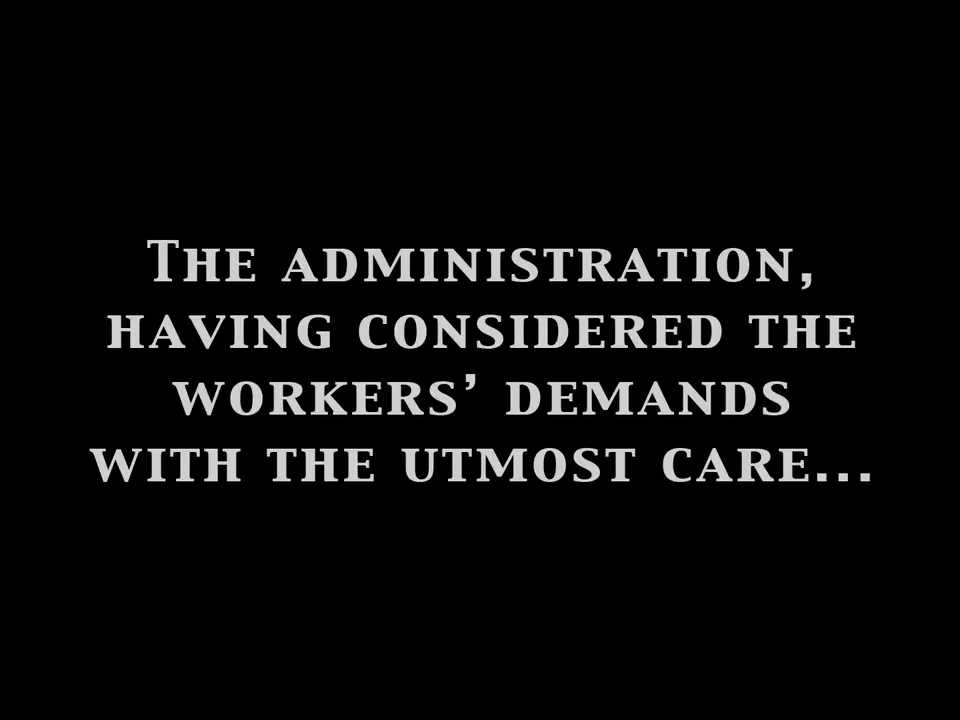 The administration,
having considered the
workers’ demands
with the utmost care...